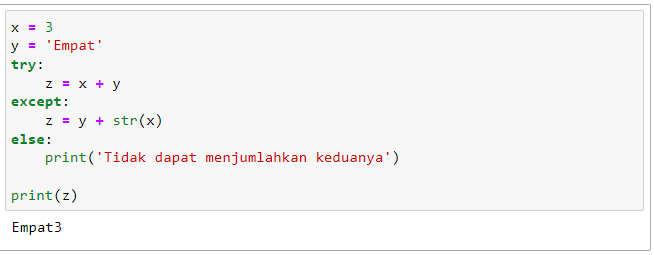 x = 3
y = 'Empat'
try:
    z = x + y
except:
    z = y + str(x)
else:
    print('Tidak dapat menjumlahkan keduanya')

print(z)
Empat3